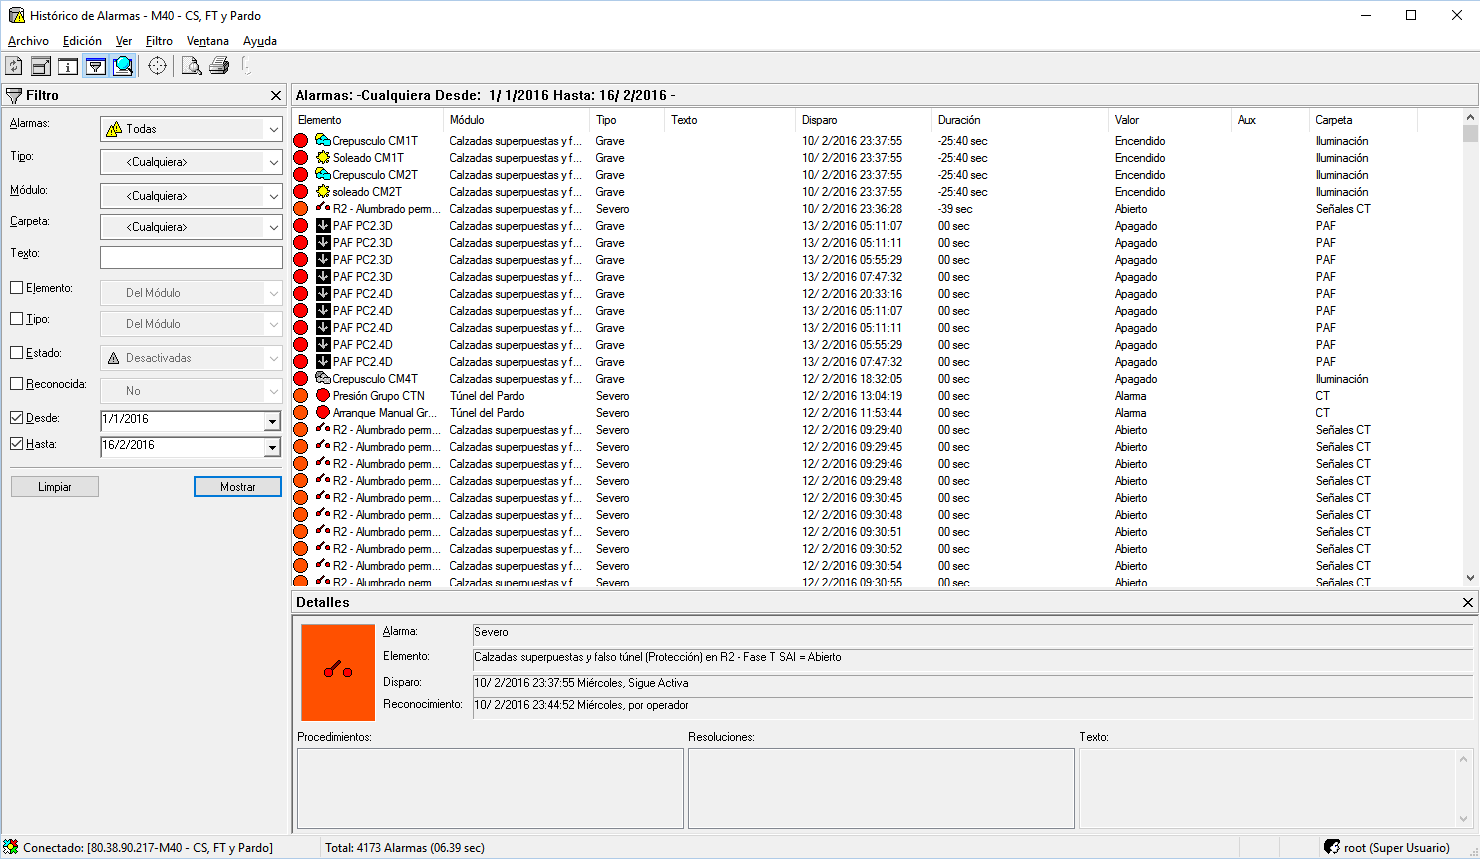 Histórico de Alarmas - M40 - CS, FT y Pardo
Archivo Edición Ver Filtro Ventana Ayuda
Filtro
Alarmas: Todas
Tipo: <Cualquiera>
Módulo: <Cualquiera>
Carpeta: <Cualquiera>
Texto:
Elemento: Del Módulo
Tipo: Del Módulo
Estado: Desactivadas
Reconocida: No
Desde: 1/1/2016
Hasta: 16/2/2016
Limpiar Mostrar
Alarmas: -Cualquiera Desde: 1/ 1/2016 Hasta: 16/ 2/2016 -
Elemento Módulo Tipo Texto Disparo Duración Valor Aux Carpeta
Crepusculo CM1T Calzadas superpuestas y f... Grave 10/ 2/2016 23:37:55 -25:40 sec Encendido Iluminación
Soleado CM1T Calzadas superpuestas y f... Grave 10/ 2/2016 23:37:55 -25:40 sec Encendido Iluminación
Crepusculo CM2T Calzadas superpuestas y f... Grave 10/ 2/2016 23:37:55 -25:40 sec Encendido Iluminación
soleado CM2T Calzadas superpuestas y f... Grave 10/ 2/2016 23:37:55 -25:40 sec Encendido Iluminación
R2 - Alumbrado perm... Calzadas superpuestas y f... Severo 10/ 2/2016 23:36:28 -39 sec Abierto Señales CT
PAF PC2.3D Calzadas superpuestas y f... Grave 13/ 2/2016 05:11:07 00 sec Apagado PAF
PAF PC2.3D Calzadas superpuestas y f... Grave 13/ 2/2016 05:11:11 00 sec Apagado PAF
PAF PC2.3D Calzadas superpuestas y f... Grave 13/ 2/2016 05:55:29 00 sec Apagado PAF
PAF PC2.3D Calzadas superpuestas y f... Grave 13/ 2/2016 07:47:32 00 sec Apagado PAF
PAF PC2.4D Calzadas superpuestas y f... Grave 12/ 2/2016 20:33:16 00 sec Apagado PAF
PAF PC2.4D Calzadas superpuestas y f... Grave 13/ 2/2016 05:11:07 00 sec Apagado PAF
PAF PC2.4D Calzadas superpuestas y f... Grave 13/ 2/2016 05:11:11 00 sec Apagado PAF
PAF PC2.4D Calzadas superpuestas y f... Grave 13/ 2/2016 05:55:29 00 sec Apagado PAF
PAF PC2.4D Calzadas superpuestas y f... Grave 13/ 2/2016 07:47:32 00 sec Apagado PAF
Crepusculo CM4T Calzadas superpuestas y f... Grave 12/ 2/2016 18:32:05 00 sec Apagado Iluminación
Presión Grupo CTN Túnel del Pardo Severo 12/ 2/2016 13:04:19 00 sec Alarma CT
Arranque Manual Gr... Túnel del Pardo Severo 12/ 2/2016 11:53:44 00 sec Alarma CT
R2 - Alumbrado perm... Calzadas superpuestas y f... Severo 12/ 2/2016 09:29:40 00 sec Abierto Señales CT
R2 - Alumbrado perm... Calzadas superpuestas y f... Severo 12/ 2/2016 09:29:45 00 sec Abierto Señales CT
R2 - Alumbrado perm... Calzadas superpuestas y f... Severo 12/ 2/2016 09:29:46 00 sec Abierto Señales CT
R2 - Alumbrado perm... Calzadas superpuestas y f... Severo 12/ 2/2016 09:29:48 00 sec Abierto Señales CT
R2 - Alumbrado perm... Calzadas superpuestas y f... Severo 12/ 2/2016 09:30:45 00 sec Abierto Señales CT
R2 - Alumbrado perm... Calzadas superpuestas y f... Severo 12/ 2/2016 09:30:48 00 sec Abierto Señales CT
R2 - Alumbrado perm... Calzadas superpuestas y f... Severo 12/ 2/2016 09:30:51 00 sec Abierto Señales CT
R2 - Alumbrado perm... Calzadas superpuestas y f... Severo 12/ 2/2016 09:30:52 00 sec Abierto Señales CT
R2 - Alumbrado perm... Calzadas superpuestas y f... Severo 12/ 2/2016 09:30:54 00 sec Abierto Señales CT
R2 - Alumbrado perm... Calzadas superpuestas y f... Severo 12/ 2/2016 09:30:55 00 sec Abierto Señales CT
Detalles
Alarma: Severo
Elemento: Calzadas superpuestas y falso túnel (Protección) en R2 - Fase T SAI = Abierto
Disparo: 10/ 2/2016 23:37:55 Miércoles, Sigue Activa
Reconocimiento: 10/ 2/2016 23:44:52 Miércoles, por operador
Procedimientos: Resoluciones: Texto:
Conectado: [80.38.90.217-M40 - CS, FT y Pardo] Total: 4173 Alarmas (06.39 sec) root (Super Usuario)